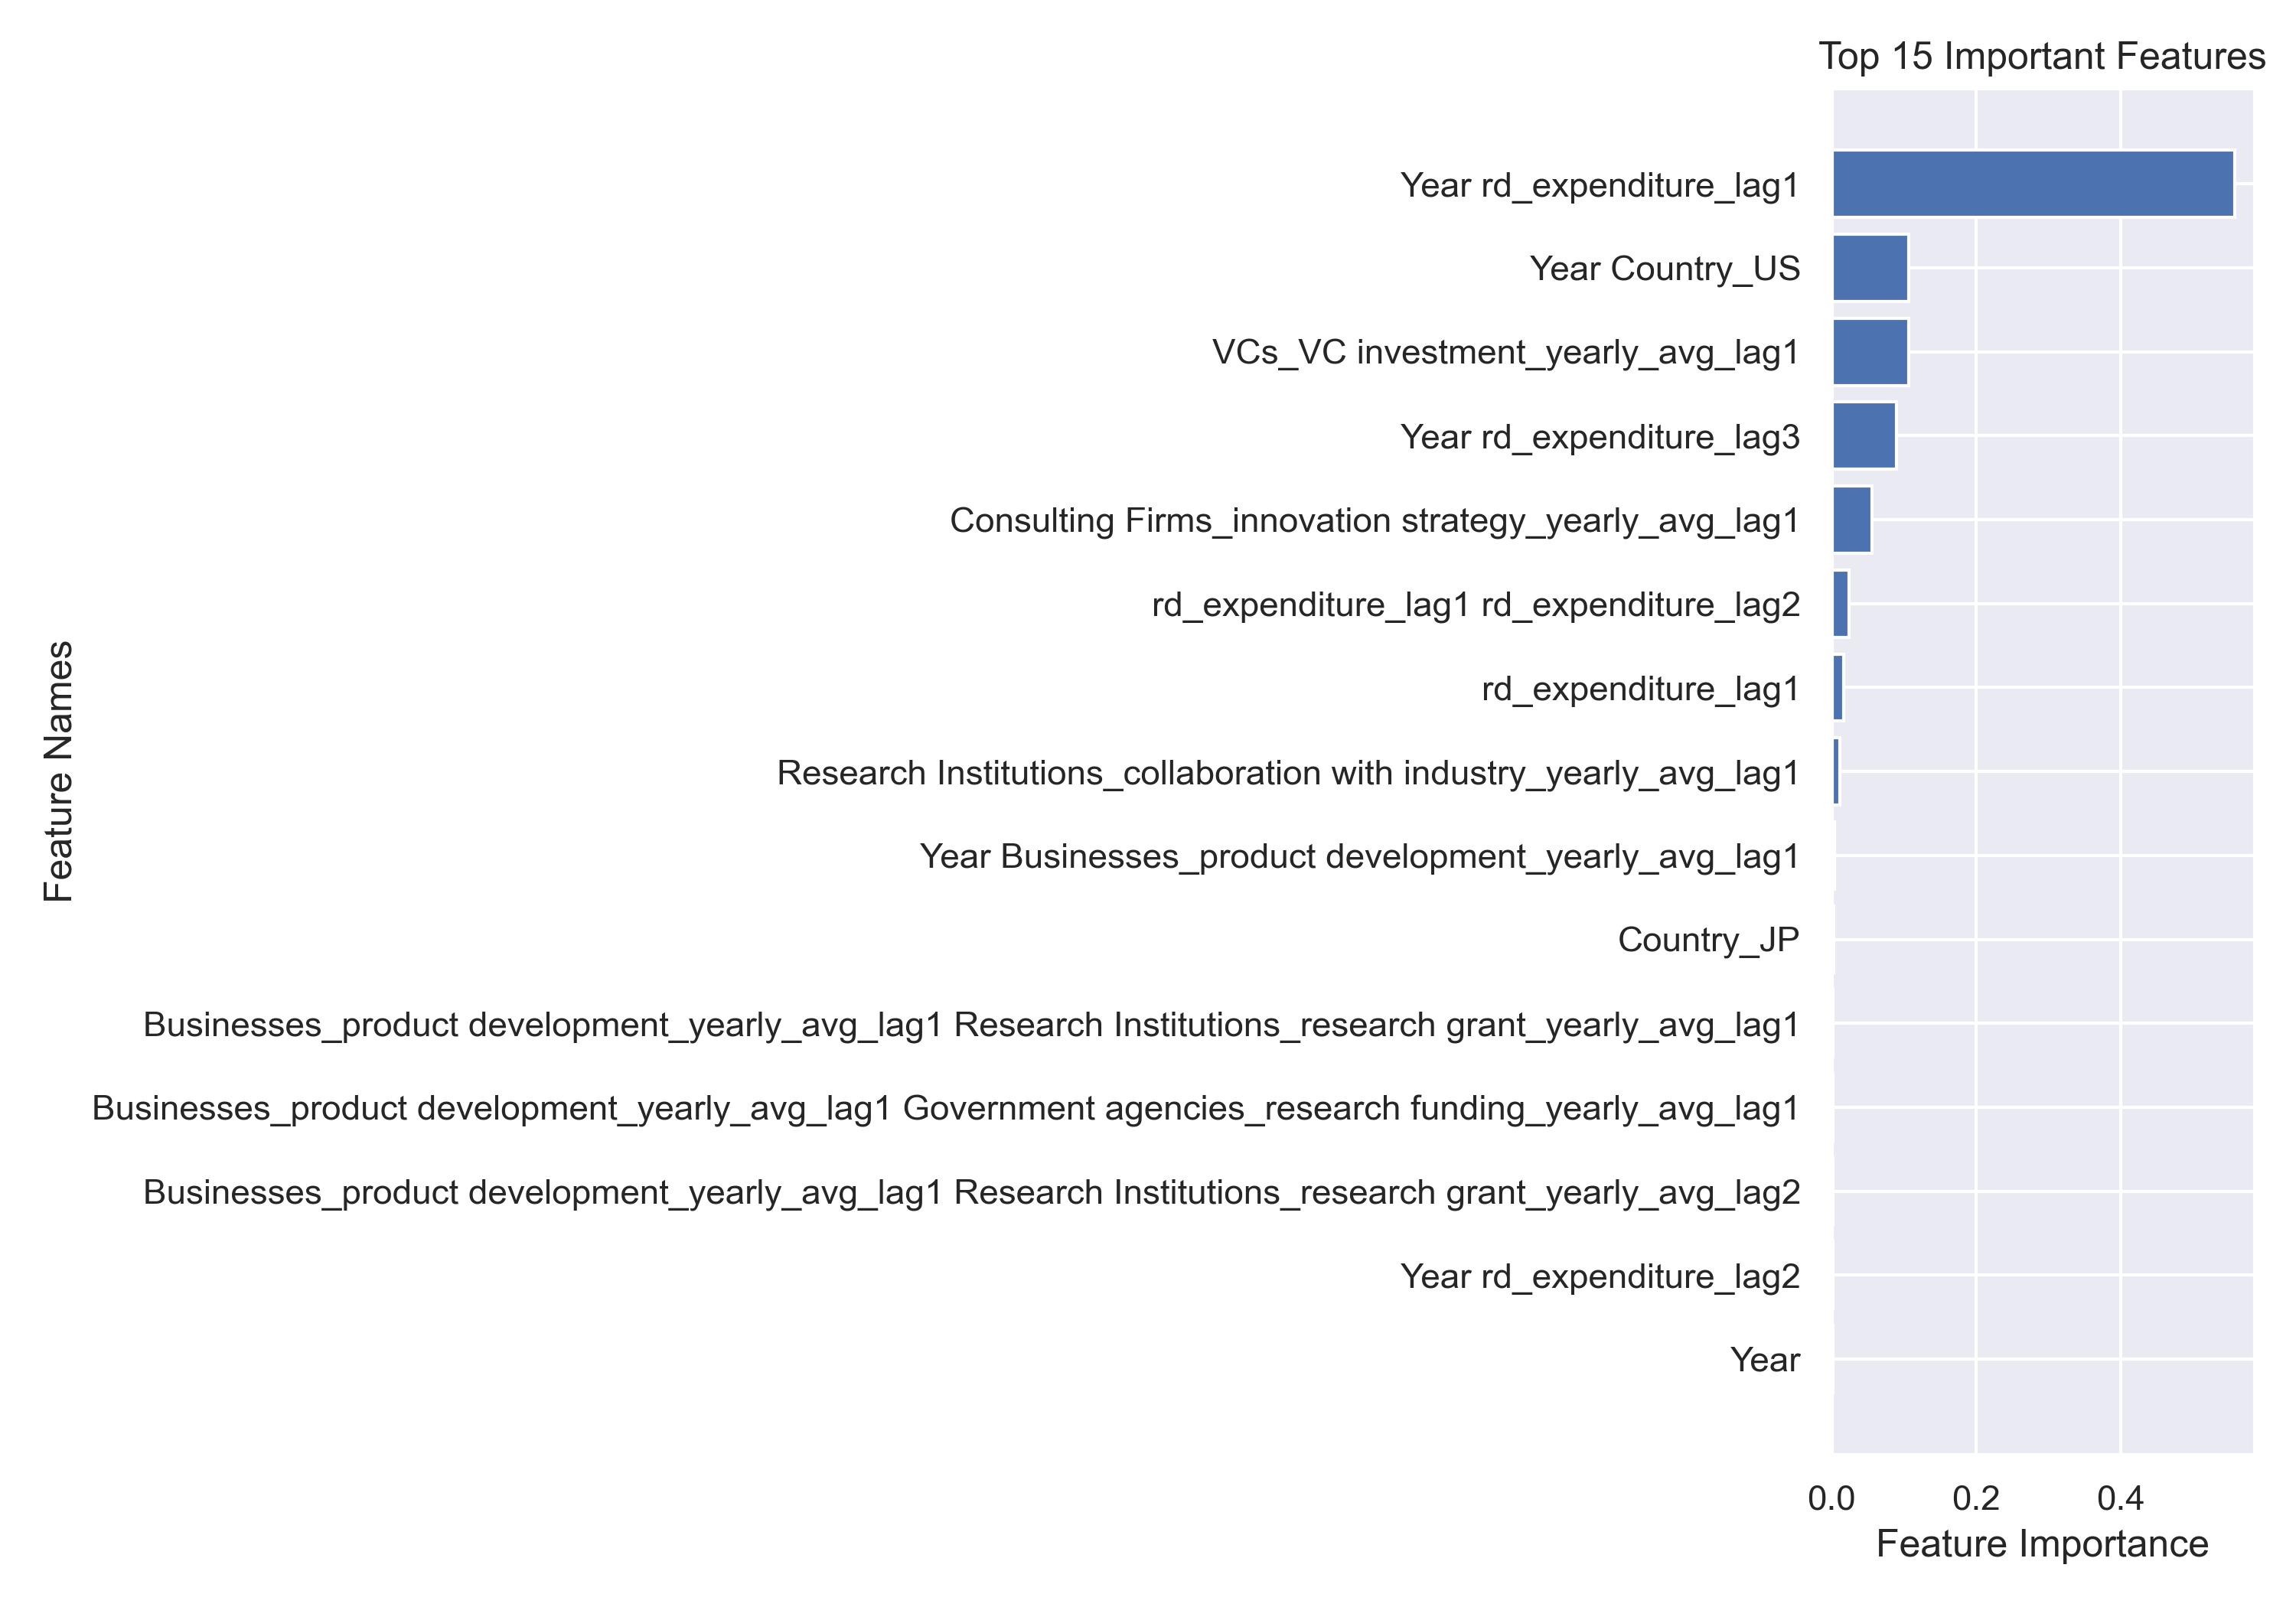 Top 15 Important Features
Year rd_expenditure_lag1
Year Country_US
VCs_VC investment_yearly_avg_lag1
Year rd_expenditure_lag3
Consulting Firms_innovation strategy_yearly_avg_lag1
rd_expenditure_lag1 rd_expenditure_lag2
rd_expenditure_lag1
Research Institutions_collaboration with industry_yearly_avg_lag1
Year Businesses_product development_yearly_avg_lag1
Country_JP
Businesses_product development_yearly_avg_lag1 Research Institutions_research grant_yearly_avg_lag1
Businesses_product development_yearly_avg_lag1 Government agencies_research funding_yearly_avg_lag1
Businesses_product development_yearly_avg_lag1 Research Institutions_research grant_yearly_avg_lag2
Year rd_expenditure_lag2
Year
Feature Names
0.0 0.2 0.4
Feature Importance